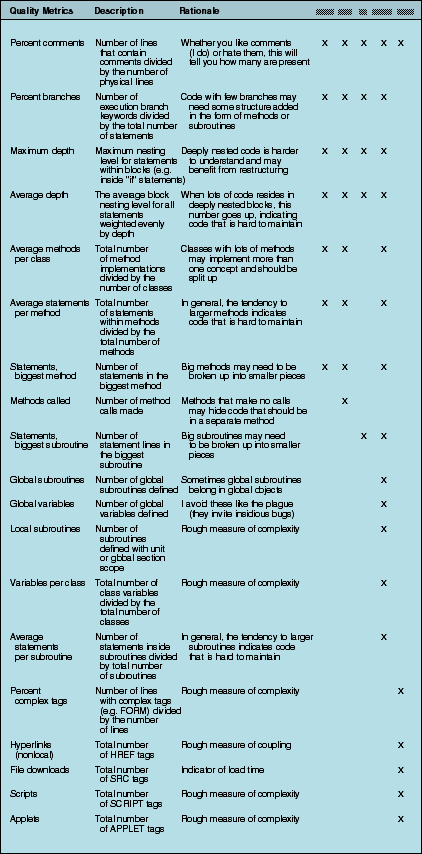 Quality Metrics Description Rationale
Percent comments Number of lines Whether you like comments X X X X X
that contain (I do) or hate them, this will
comments divided tell you how many are present
by the number of
physical lines
Percent branches Number of Code with few branches may X X X X
execution branch need some structure added
keywords divided in the form of methods or
by the total number subroutines
of statements
Maximum depth Maximum nesting Deeply nested code is harder X X X X
level for statements to understand and may
within blocks (e.g. benefit from restructuring
inside "if" statements)
Average depth The average block When lots of code resides in X X X X
nesting level for all deeply nested blocks, this
statements number goes up, indicating
weighted evenly code that is hard to maintain
by depth
Average methods Total number Classes with lots of methods X X X
per class of method may implement more than
implementations one concept and should be
divided by the split up
number of classes
Average statements Total number In general, the tendency to X X X
per method of statements larger methods indicates
within methods code that is hard to maintain
divided by the
total number of
methods
Statements, Number of Big methods may need to be X X X
biggest method statements in the broken up into smaller pieces
biggest method
Methods called Number of method Methods that make no calls X
calls made may hide code that should be
in a separate method
Statements, Number of Big subroutines may need X X
biggest subroutine statement lines in to be broken up into smaller
the biggest pieces
subroutine
Global subroutines Number of global Sometimes global subroutines X
subroutines defined belong in global objects
Global variables Number of global I avoid these like the plague X
variables defined (they invite insidious bugs)
Local subroutines Number of Rough measure of complexity X
subroutines
defined with unit
or global section
scope
Variables per class Total number of Rough measure of complexity X
class variables
divided by the
total number of
classes
Average Number of In general, the tendency to larger X
statements statements inside subroutines indicates code
per subroutine subroutines divided that is hard to maintain
by total number
of subroutines
Percent Number of lines Rough measure of complexity X
complex tags with complex tags
(e.g. FORM) divided
by the number
of lines
Hyperlinks Total number Rough measure of coupling X
(nonlocal) of HREF tags
File downloads Total number Indicator of load time X
of SRC tags
Scripts Total number Rough measure of complexity X
of SCRIPT tags
Applets Total number Rough measure of complexity X
of APPLET tags